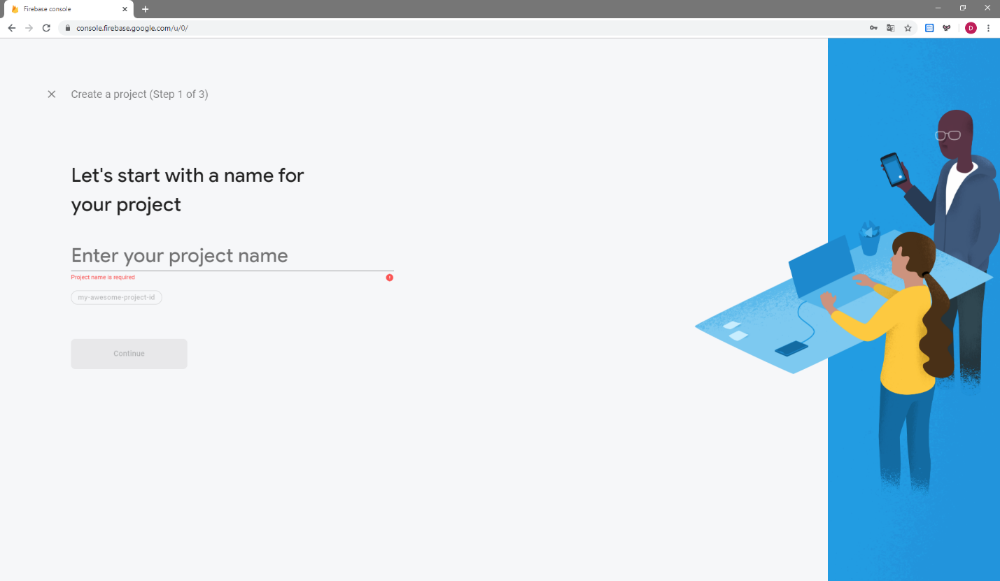 Firebase console
console.firebase.google.com/u/0/
D
Create a project (Step 1 of 3)
Let's start with a name for
your project
Enter your project name
Project name is required
my-awesome-project-id
Continue